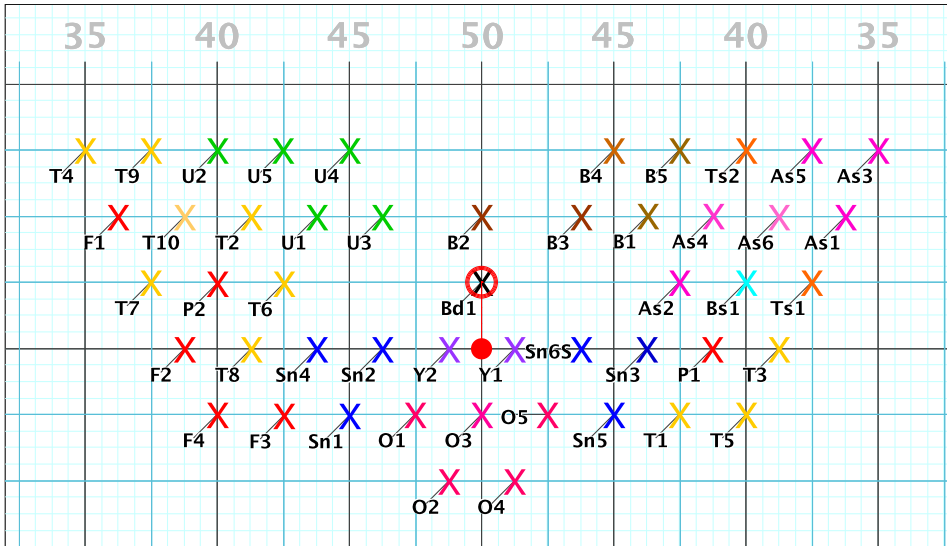 35 40 45 50 45 40 35
T4 T9 U2 U5 U4 B4 B5 Ts2 As5 As3
F1 T10 T2 U1 U3 B2 B3 B1 As4 As6 As1
T7 P2 T6 Bd1 As2 Bs1 Ts1
F2 T8 Sn4 Sn2 Y2 Y1 Sn6S Sn3 P1 T3
F4 F3 Sn1 O1 O3 O5 Sn5 T1 T5
O2 O4